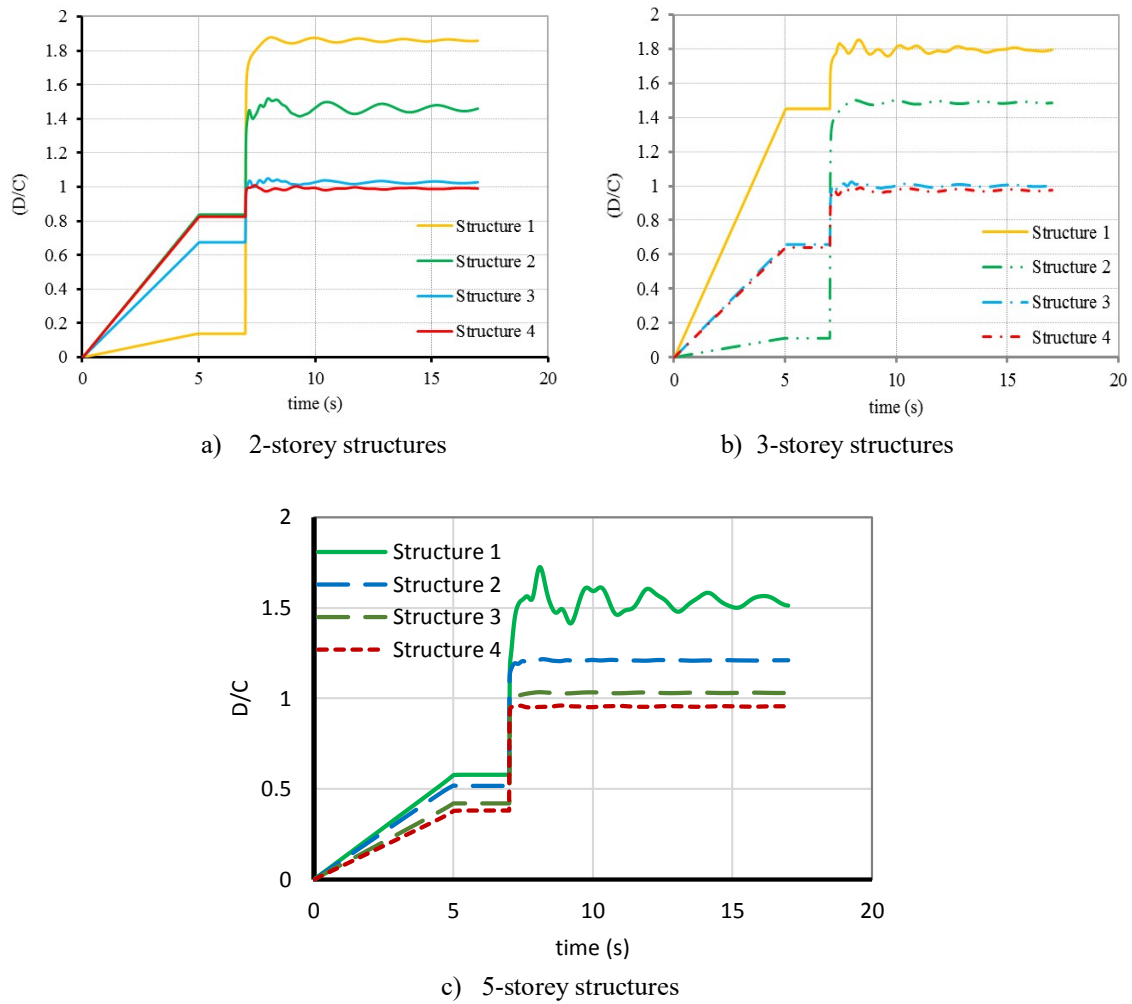 2
1.8
1.6
1.4
1.2
1
0.8
0.6
0.4
0.2
0
(D/C)
0 5 10 15 20
time (s)
Structure 1
Structure 2
Structure 3
Structure 4
a) 2-storey structures
2
1.8
1.6
1.4
1.2
1
0.8
0.6
0.4
0.2
0
(D/C)
0 5 10 15 20
time (s)
Structure 1
Structure 2
Structure 3
Structure 4
b) 3-storey structures
2
1.5
1
0.5
0
D/C
Structure 1
Structure 2
Structure 3
Structure 4
0 5 10 15 20
time (s)
c) 5-storey structures